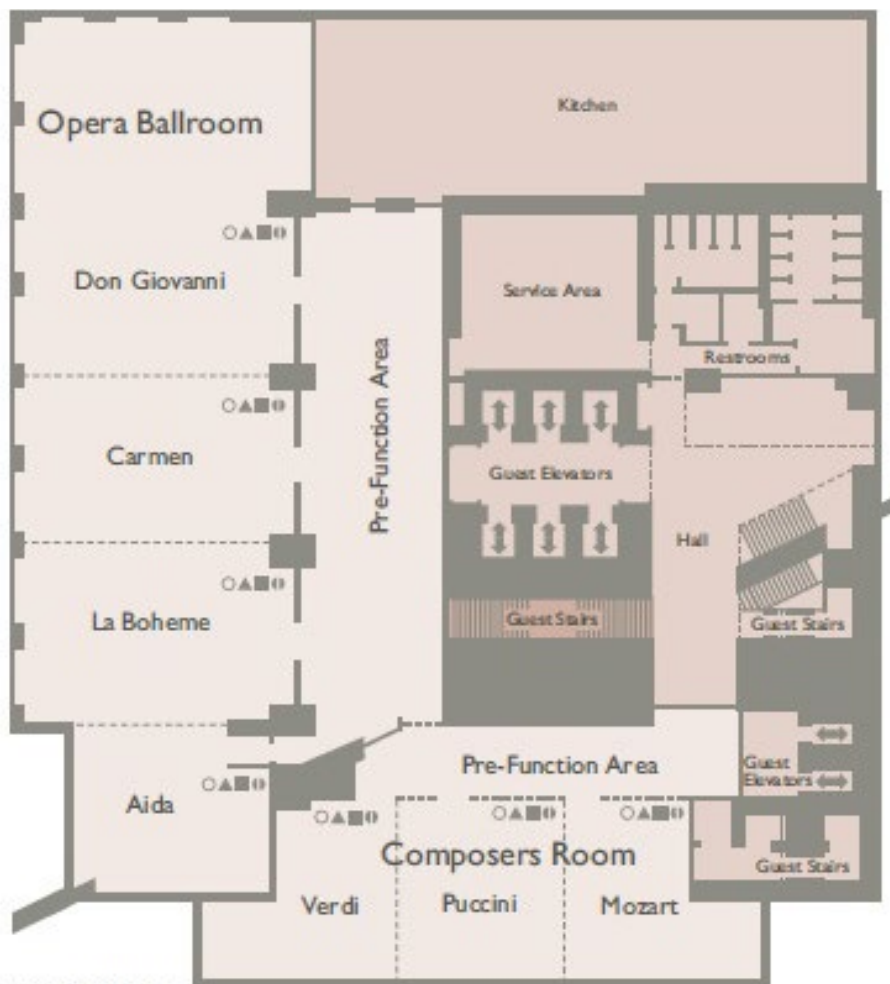 Kitchen
Opera Ballroom
Don Giovanni
Service Area
Restrooms
Pre-Function Area
Carmen
Guest Elevators
Hall
La Boheme
Guest Stairs
Guest Stairs
Pre-Function Area
Guest
Elevators
Aida
Composers Room
Guest Stairs
Verdi
Puccini
Mozart